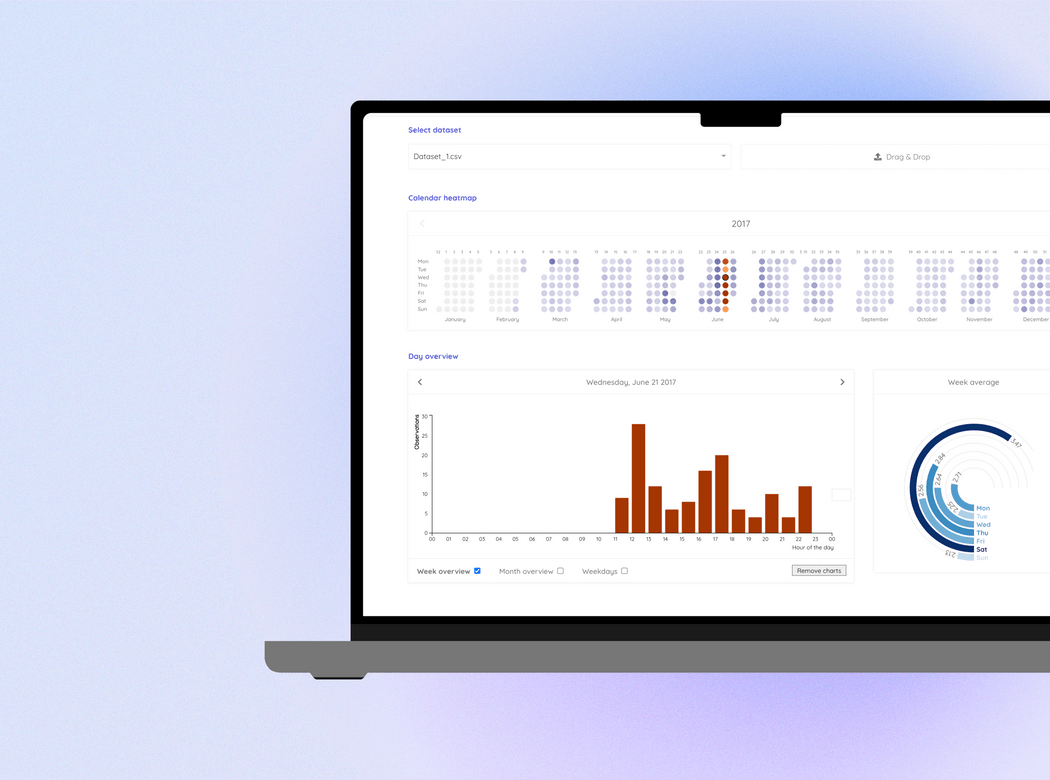 Select dataset
Dataset_1.csv
Drag & Drop
Calendar heatmap
2017
Mon
Tue
Wed
Thu
Fri
Sat
Sun
January February March April May June July August September October November December
Day overview
Wednesday, June 21 2017
Observations
30
25
20
15
10
5
0
00 01 02 03 04 05 06 07 08 09 10 11 12 13 14 15 16 17 18 19 20 21 22 23 00
Hour of the day
Week overview Month overview Weekdays Remove charts
Week average
3.47
2.84
2.71
2.64
2.56
2.25
2.13
Mon
Tue
Wed
Thu
Fri
Sat
Sun